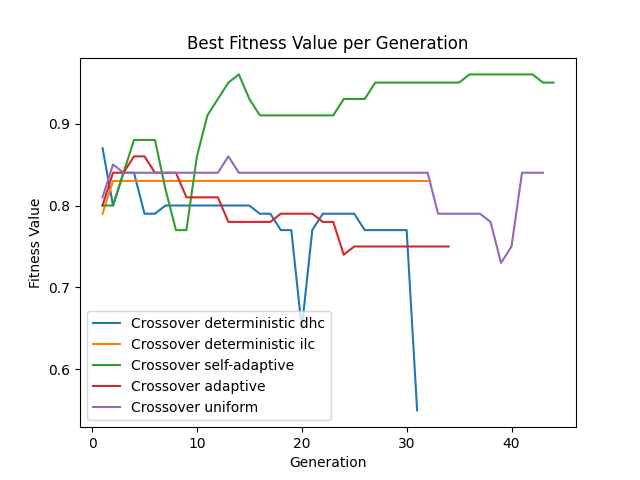 Best Fitness Value per Generation
Fitness Value
0.9
0.8
0.7
0.6
Crossover deterministic dhc
Crossover deterministic ilc
Crossover self-adaptive
Crossover adaptive
Crossover uniform
0 10 20 30 40
Generation